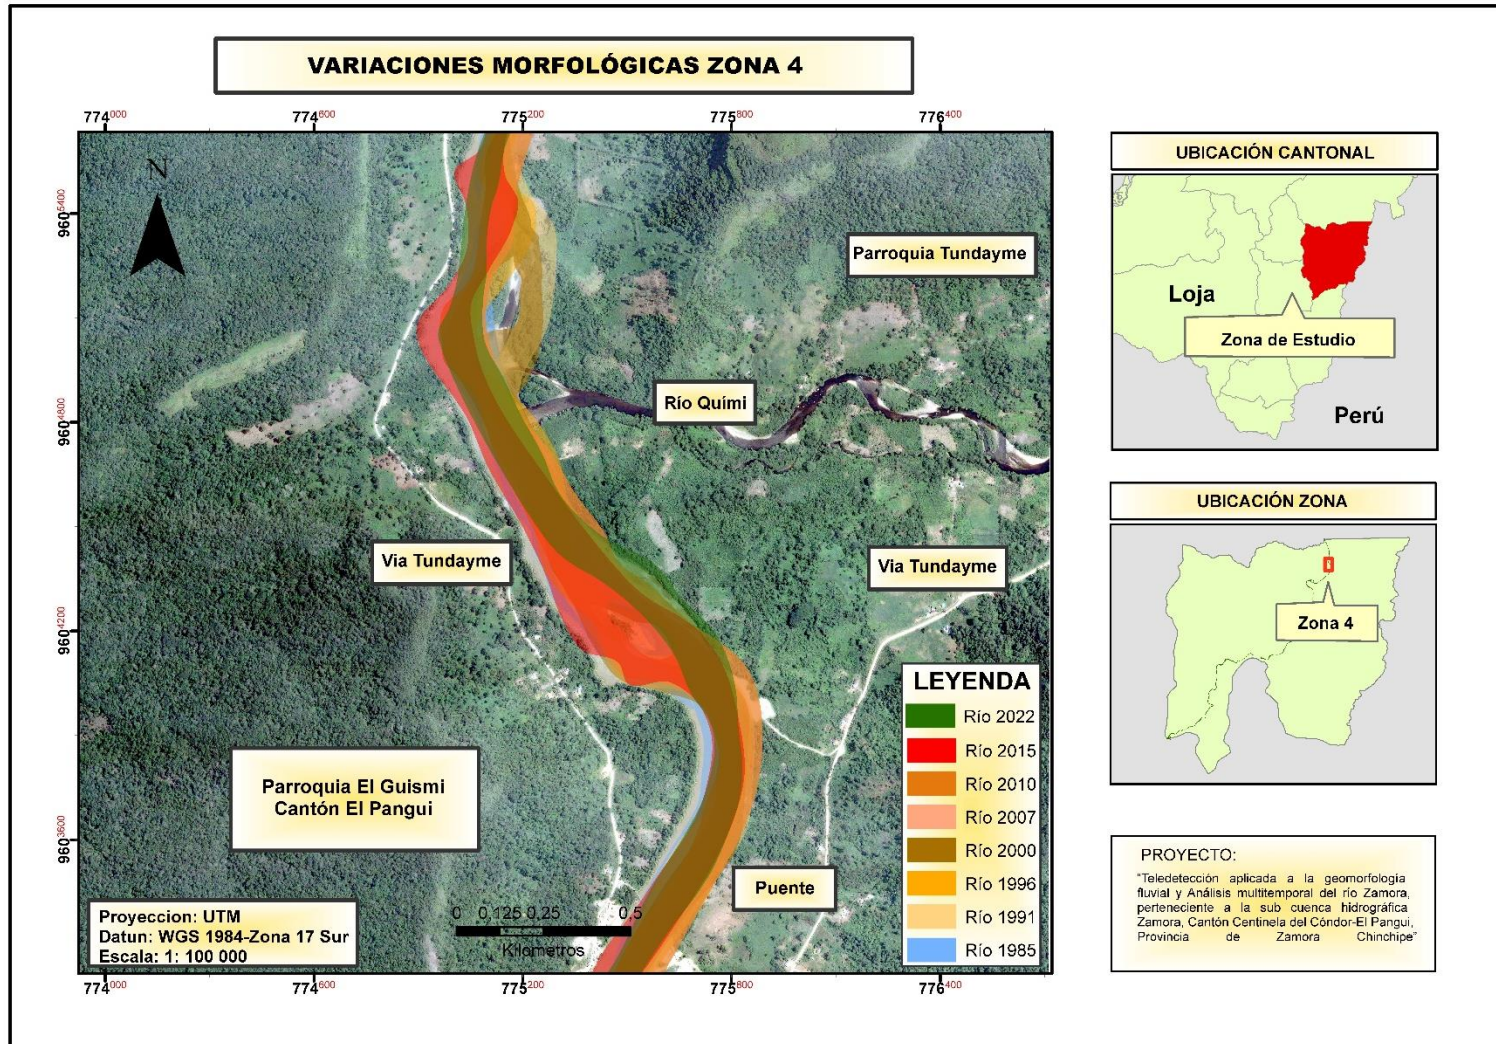 VARIACIONES MORFOLÓGICAS ZONA 4
774000 774600 775200 775800 776400
9605400
9604800
9604200
9603600
N
Parroquia Tundayme
Río Quími
Via Tundayme
Via Tundayme
Parroquia El Guismi
Cantón El Pangui
Puente
Proyeccion: UTM
Datun: WGS 1984-Zona 17 Sur
Escala: 1: 100 000
0 0,125 0,25 0,5
Kilometros
LEYENDA
Río 2022
Río 2015
Río 2010
Río 2007
Río 2000
Río 1996
Río 1991
Río 1985
774000 774600 775200 775800 776400
UBICACIÓN CANTONAL
Loja
Zona de Estudio
Perú
UBICACIÓN ZONA
Zona 4
PROYECTO:
"Teledetección aplicada a la geomorfología
fluvial y Análisis multitemporal del río Zamora,
perteneciente a la sub cuenca hidrográfica
Zamora, Cantón Centinela del Cóndor-El Pangui,
Provincia de Zamora Chinchipe"